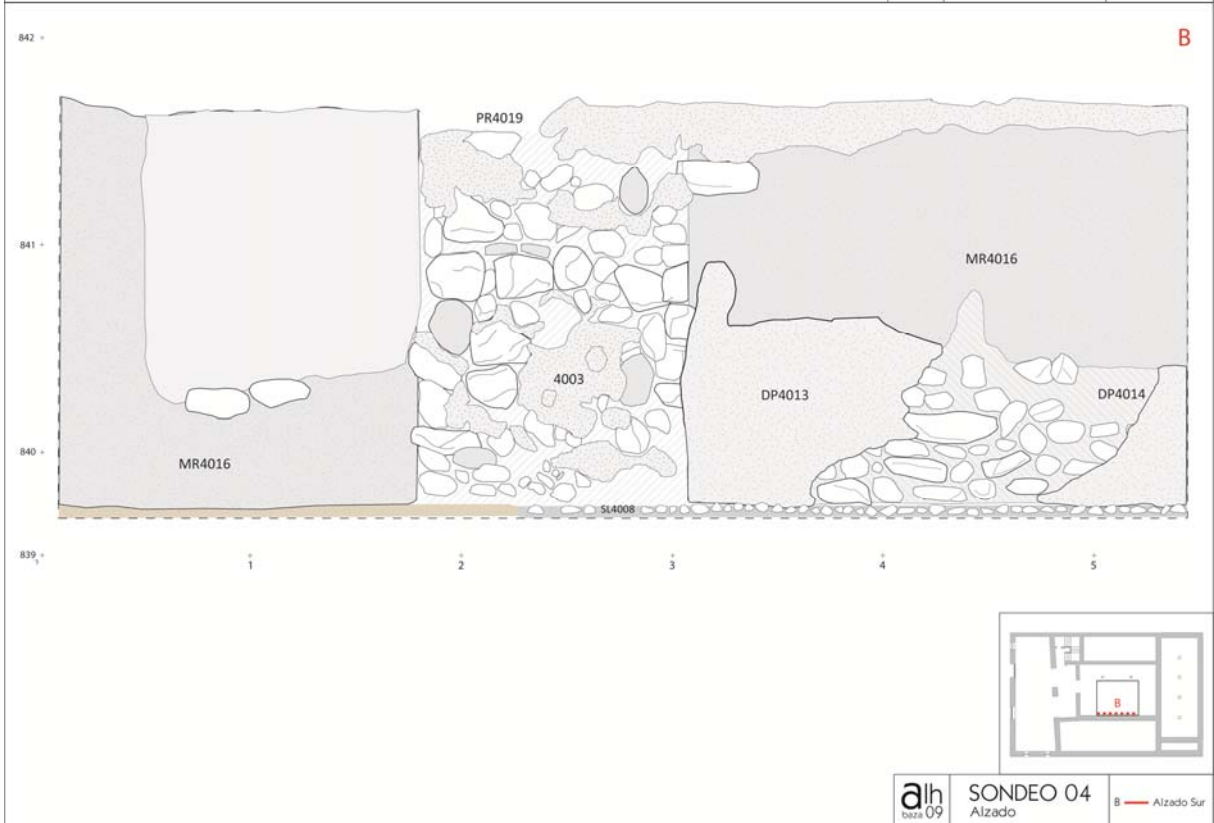 842
B
PR4019
841
MR4016
4003
DP4013
DP4014
840
MR4016
SL4008
839
1 2 3 4 5
B
alh
baza 09
SONDEO 04
Alzado
B Alzado Sur